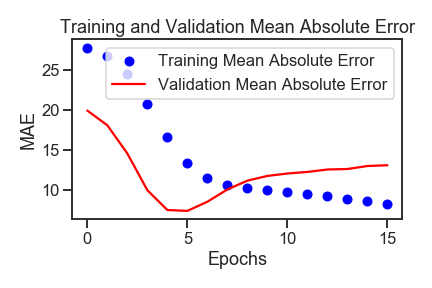 Training and Validation Mean Absolute Error
Training Mean Absolute Error
Validation Mean Absolute Error
MAE
25
20
15
10
0
5
10
15
Epochs